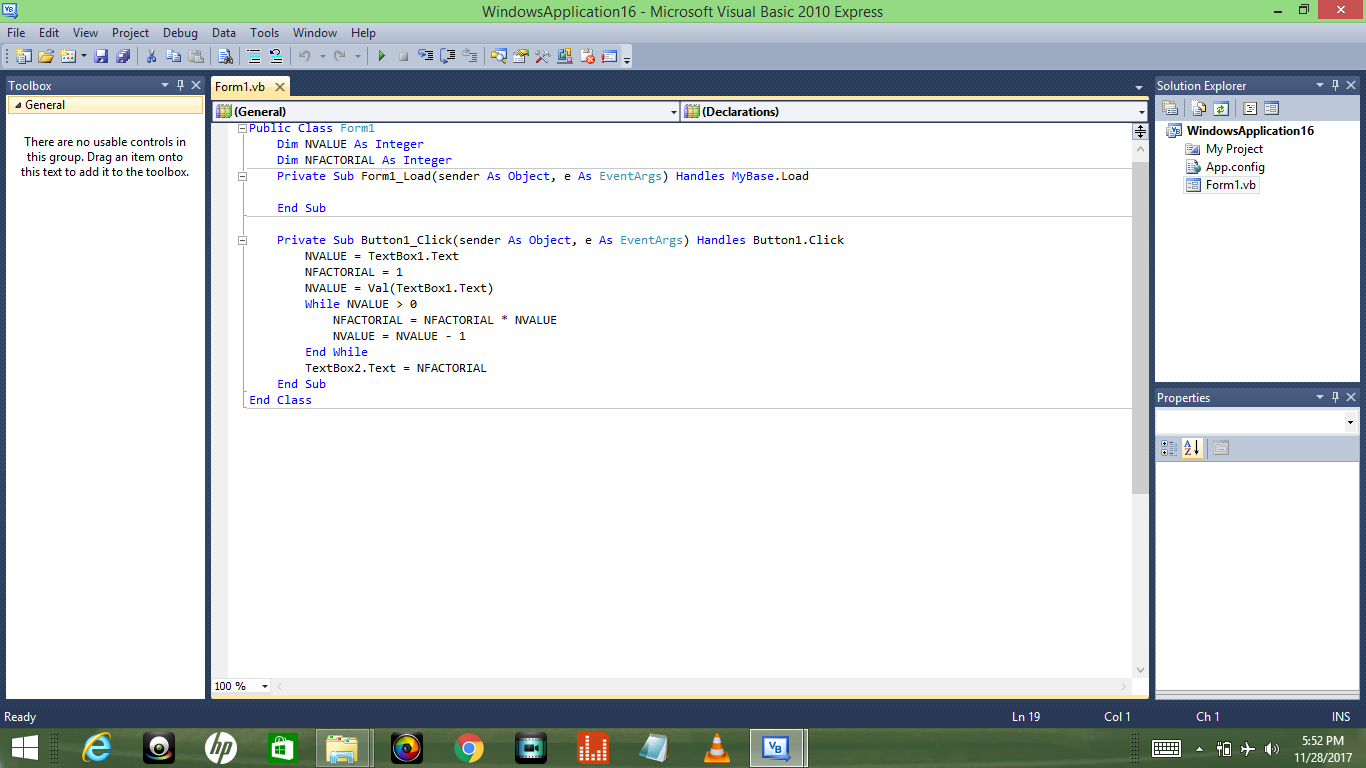 WindowsApplication16 - Microsoft Visual Basic 2010 Express
File Edit View Project Debug Data Tools Window Help
Toolbox
General
There are no usable controls in
this group. Drag an item onto
this text to add it to the toolbox.
Form1.vb
(General)
(Declarations)
Public Class Form1
Dim NVALUE As Integer
Dim NFACTORIAL As Integer
Private Sub Form1_Load(sender As Object, e As EventArgs) Handles MyBase.Load
End Sub
Private Sub Button1_Click(sender As Object, e As EventArgs) Handles Button1.Click
NVALUE = TextBox1.Text
NFACTORIAL = 1
NVALUE = Val(TextBox1.Text)
While NVALUE > 0
NFACTORIAL = NFACTORIAL * NVALUE
NVALUE = NVALUE - 1
End While
TextBox2.Text = NFACTORIAL
End Sub
End Class
100 %
Solution Explorer
WindowsApplication16
My Project
App.config
Form1.vb
Properties
Ready
Ln 19 Col 1 Ch 1 INS
5:52 PM
11/28/2017